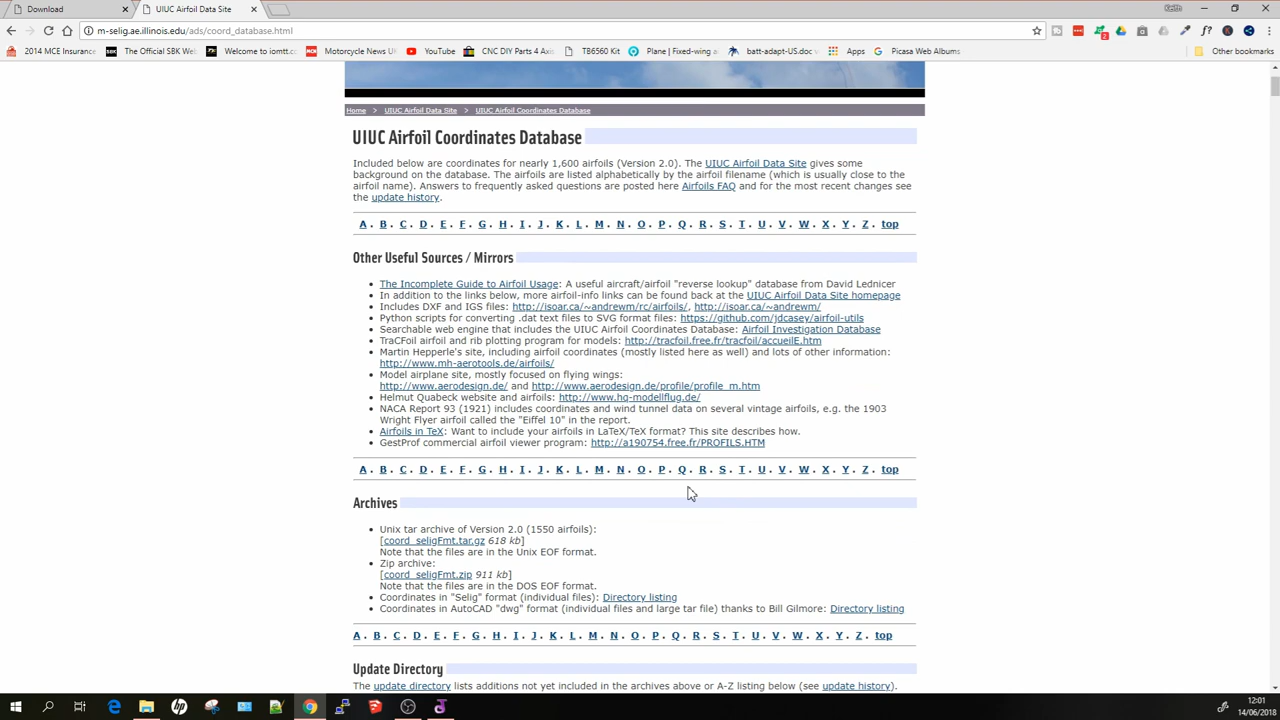 Download
UIUC Airfoil Data Site
Keith
m-selig.ae.illinois.edu/ads/coord_database.html
2014 MCE Insurance
The Official SBK Web
Welcome to iomtt.com
Motorcycle News UK
YouTube
CNC DIY Parts 4 Axis
TB6560 Kit
Plane | Fixed-wing a
batt-adapt-US.doc
Apps
Picasa Web Albums
Other bookmarks
Home > UIUC Airfoil Data Site > UIUC Airfoil Coordinates Database
UIUC Airfoil Coordinates Database
Included below are coordinates for nearly 1,600 airfoils (Version 2.0). The UIUC Airfoil Data Site gives some
background on the database. The airfoils are listed alphabetically by the airfoil filename (which is usually close to the
airfoil name). Answers to frequently asked questions are posted here Airfoils FAQ and for the most recent changes see
the update history.
A . B . C . D . E . F . G . H . I . J . K . L . M . N . O . P . Q . R . S . T . U . V . W . X . Y . Z . top
Other Useful Sources / Mirrors
• The Incomplete Guide to Airfoil Usage: A useful aircraft/airfoil "reverse lookup" database from David Lednicer
• In addition to the links below, more airfoil-info links can be found back at the UIUC Airfoil Data Site homepage
• Includes DXF and IGS files: http://isoar.ca/~andrewm/rc/airfoils/, http://isoar.ca/~andrewm/
• Python scripts for converting .dat text files to SVG format files: https://github.com/jdcasey/airfoil-utils
• Searchable web engine that includes the UIUC Airfoil Coordinates Database: Airfoil Investigation Database
• TraCFoil airfoil and rib plotting program for models: http://tracfoil.free.fr/tracfoil/accueilE.htm
• Martin Hepperle's site, including airfoil coordinates (mostly listed here as well) and lots of other information:
http://www.mh-aerotools.de/airfoils/
• Model airplane site, mostly focused on flying wings:
http://www.aerodesign.de/ and http://www.aerodesign.de/profile/profile_m.htm
• Helmut Quabeck website and airfoils: http://www.hq-modellflug.de/
• NACA Report 93 (1921) includes coordinates and wind tunnel data on several vintage airfoils, e.g. the 1903
Wright Flyer airfoil called the "Eiffel 10" in the report.
• Airfoils in TeX: Want to include your airfoils in LaTeX/TeX format? This site describes how.
• GestProf commercial airfoil viewer program: http://a190754.free.fr/PROFILS.HTM
A . B . C . D . E . F . G . H . I . J . K . L . M . N . O . P . Q . R . S . T . U . V . W . X . Y . Z . top
Archives
• Unix tar archive of Version 2.0 (1550 airfoils):
[coord_seligFmt.tar.gz 618 kb]
Note that the files are in the Unix EOF format.
• Zip archive:
[coord_seligFmt.zip 911 kb]
Note that the files are in the DOS EOF format.
• Coordinates in "Selig" format (individual files): Directory listing
• Coordinates in AutoCAD "dwg" format (individual files and large tar file) thanks to Bill Gilmore: Directory listing
A . B . C . D . E . F . G . H . I . J . K . L . M . N . O . P . Q . R . S . T . U . V . W . X . Y . Z . top
Update Directory
The update directory lists additions not yet included in the archives above or A-Z listing below (see update history).
12:01
14/06/2018